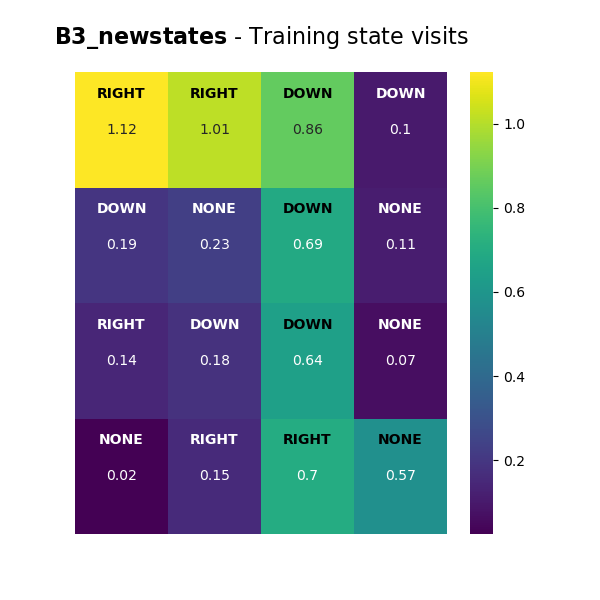 B3_newstates - Training state visits
RIGHT RIGHT DOWN DOWN
1.12 1.01 0.86 0.1
DOWN NONE DOWN NONE
0.19 0.23 0.69 0.11
RIGHT DOWN DOWN NONE
0.14 0.18 0.64 0.07
NONE RIGHT RIGHT NONE
0.02 0.15 0.7 0.57
1.0
0.8
0.6
0.4
0.2